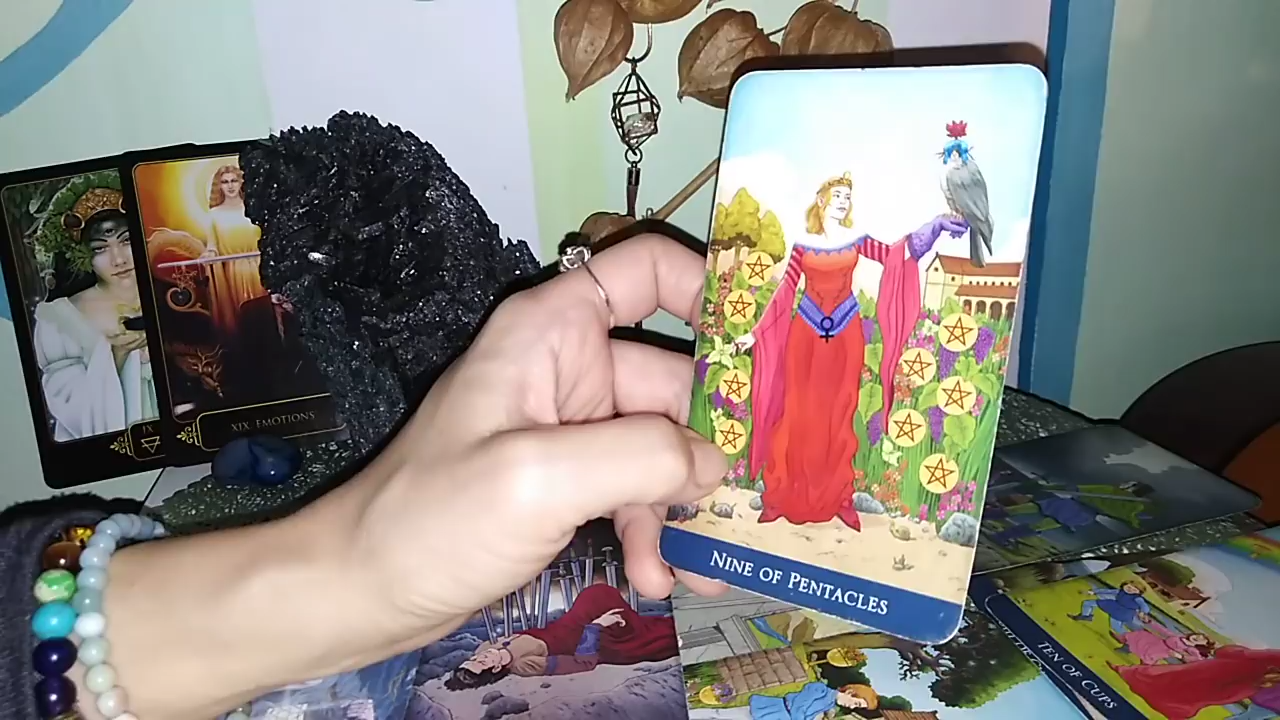 IX
XIX. EMOTIONS
NINE OF PENTACLES
TEN OF CUPS